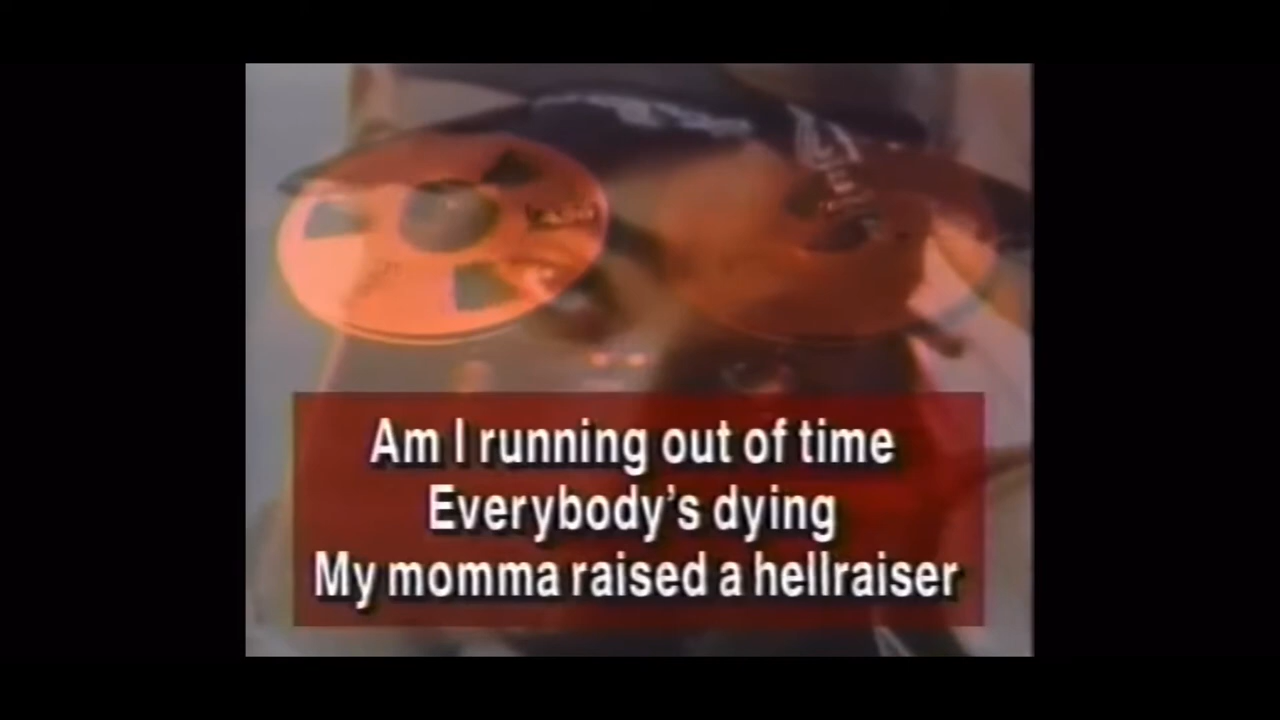 Am I running out of time
Everybody's dying
My momma raised a hellraiser